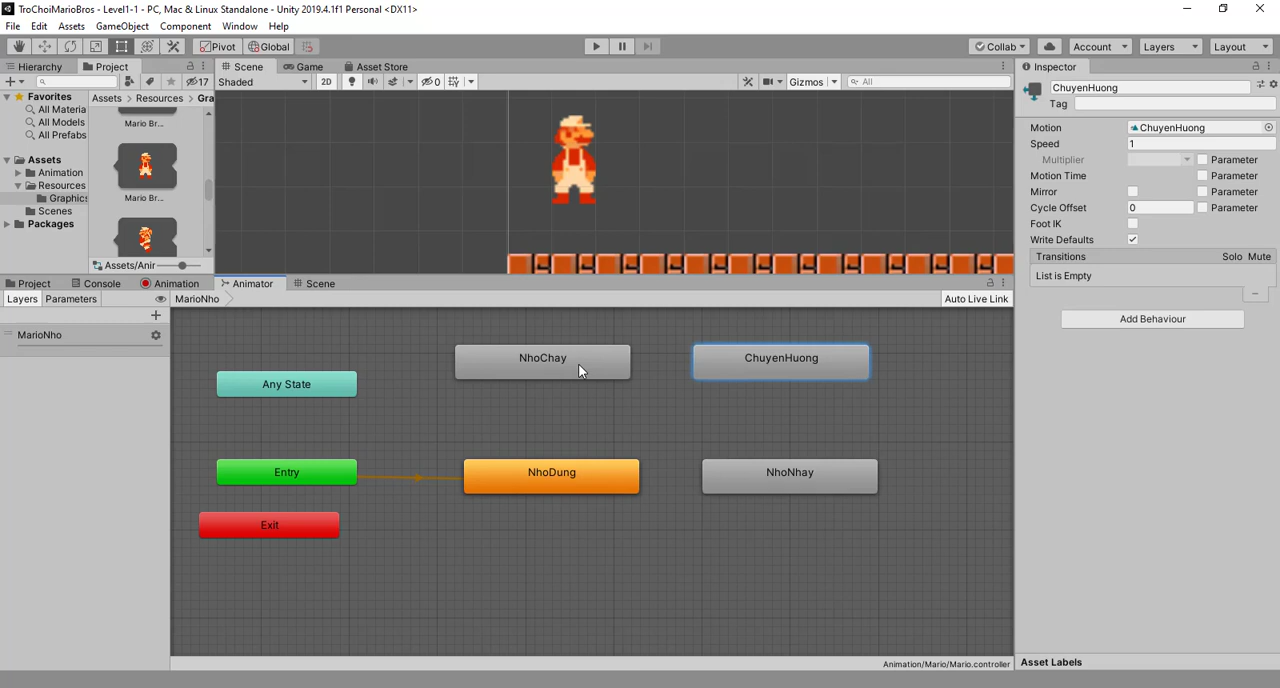 TroChoiMarioBros - Level1-1 - PC, Mac & Linux Standalone - Unity 2019.4.1f1 Personal <DX11>
File Edit Assets GameObject Component Window Help
Pivot Global Collab Account Layers Layout
Hierarchy Project Scene Game Asset Store Inspector
17 Shaded 2D 0 Gizmos All
Favorites
All Materia
All Models
All Prefabs
Assets
Animation
Resources
Graphics
Scenes
Packages
Assets Resources Gra
Mario Br...
Mario Br...
Assets/Anir
ChuyenHuong
Tag
Motion ChuyenHuong
Speed 1
Multiplier Parameter
Motion Time Parameter
Mirror Parameter
Cycle Offset 0 Parameter
Foot IK
Write Defaults
Transitions Solo Mute
List is Empty
Add Behaviour
Project Console Animation Animator Scene
Layers Parameters MarioNho Auto Live Link
MarioNho
NhoChay ChuyenHuong
Any State
Entry NhoDung NhoNhay
Exit
Animation/Mario/Mario.controller
Asset Labels